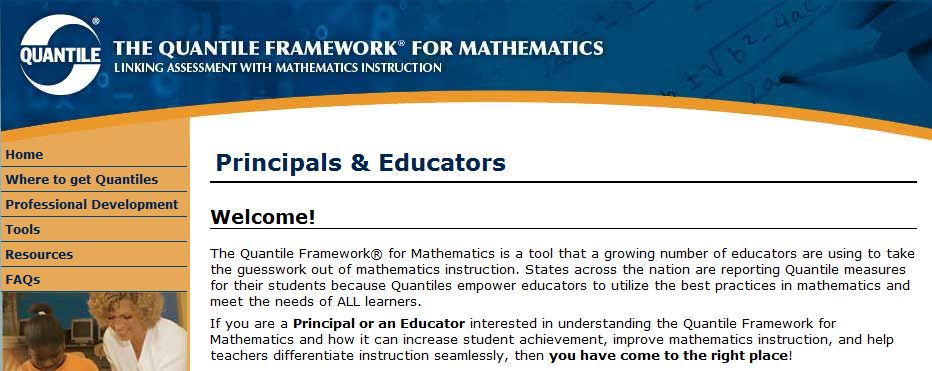 QUANTILE®
THE QUANTILE FRAMEWORK® FOR MATHEMATICS
LINKING ASSESSMENT WITH MATHEMATICS INSTRUCTION
± √b² - 4ac
2a
Home
Where to get Quantiles
Professional Development
Tools
Resources
FAQs
Principals & Educators
Welcome!
The Quantile Framework® for Mathematics is a tool that a growing number of educators are using to take
the guesswork out of mathematics instruction. States across the nation are reporting Quantile measures
for their students because Quantiles empower educators to utilize the best practices in mathematics and
meet the needs of ALL learners.
If you are a Principal or an Educator interested in understanding the Quantile Framework for
Mathematics and how it can increase student achievement, improve mathematics instruction, and help
teachers differentiate instruction seamlessly, then you have come to the right place!